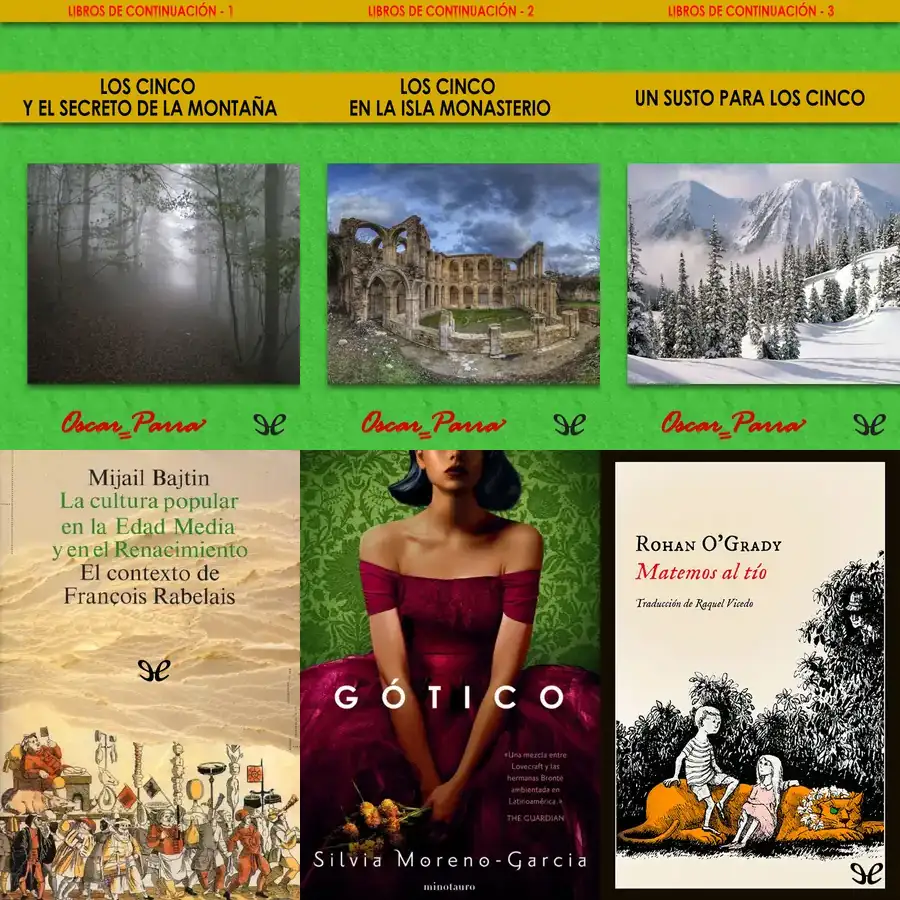 LIBROS DE CONTINUACIÓN - 1
LOS CINCO
Y EL SECRETO DE LA MONTAÑA
Oscar_Parra
LIBROS DE CONTINUACIÓN - 2
LOS CINCO
EN LA ISLA MONASTERIO
Oscar_Parra
LIBROS DE CONTINUACIÓN - 3
UN SUSTO PARA LOS CINCO
Oscar_Parra
Mijail Bajtin
La cultura popular
en la Edad Media
y en el Renacimiento
El contexto de
François Rabelais
GÓTICO
«Una mezcla entre
Lovecraft y las
hermanas Brontë
ambientada en
Latinoamérica.»
THE GUARDIAN
Silvia Moreno-Garcia
minotauro
ROHAN O'GRADY
Matemos al tío
Traducción de Raquel Vicedo